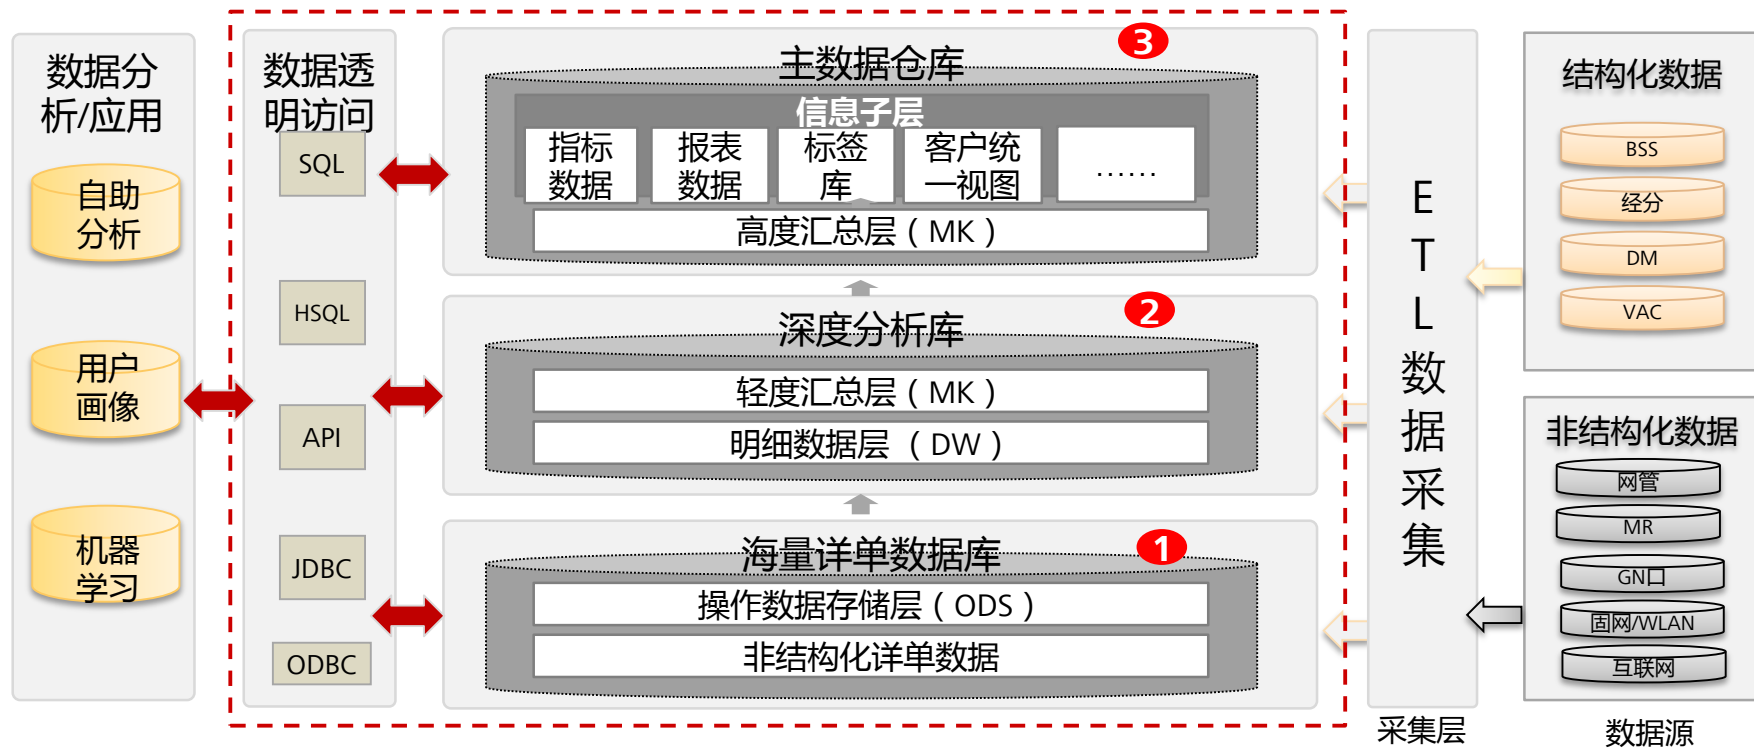 数据分
析/应用
自助
分析
用户
画像
机器
学习
数据透
明访问
SQL
HSQL
API
JDBC
ODBC
3
主数据仓库
信息子层
指标
数据
报表
数据
标签
库
客户统
一视图
……
高度汇总层（MK）
2
深度分析库
轻度汇总层（MK）
明细数据层 （DW）
1
海量详单数据库
操作数据存储层（ODS）
非结构化详单数据
E
T
L
数
据
采
集
采集层
结构化数据
BSS
经分
DM
VAC
非结构化数据
网管
MR
GN口
固网/WLAN
互联网
数据源